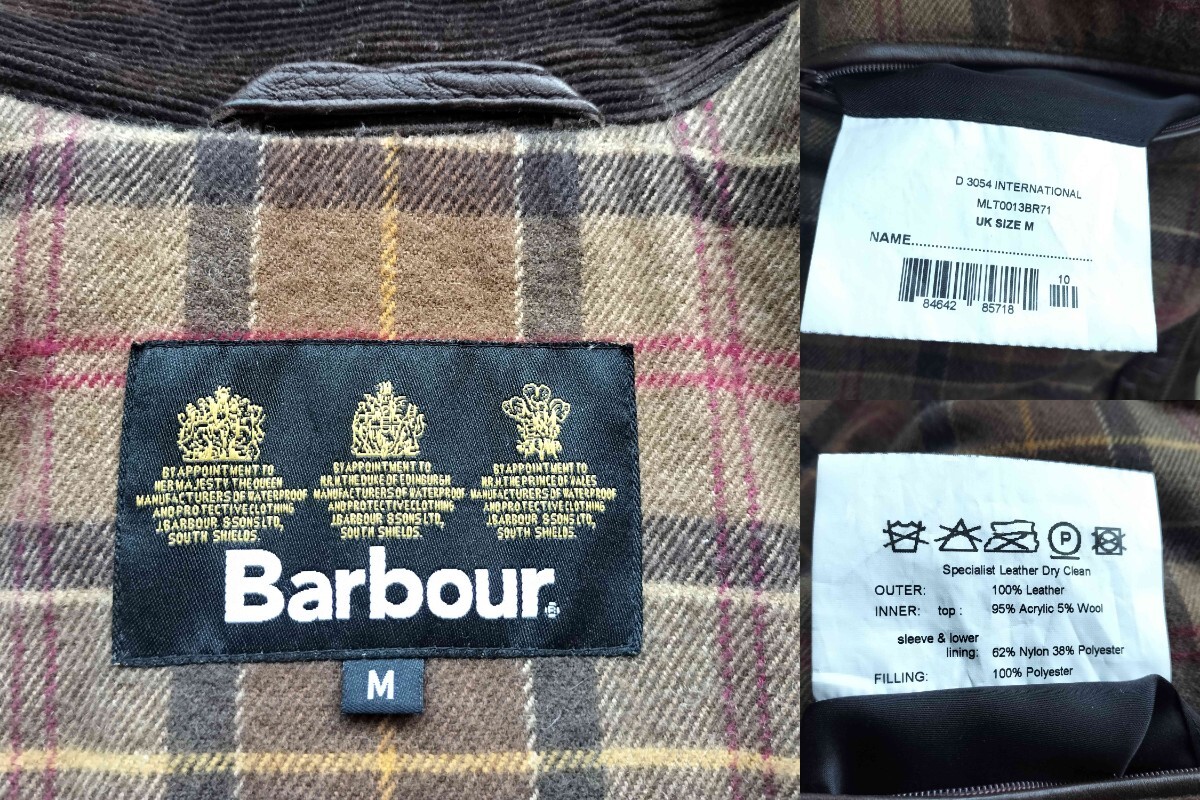 BY APPOINTMENT TO
HER MAJESTY THE QUEEN
MANUFACTURERS OF WATERPROOF
AND PROTECTIVE CLOTHING
J.BARBOUR & SONS LTD,
SOUTH SHIELDS.
BY APPOINTMENT TO
H.R.H. THE DUKE OF EDINBURGH
MANUFACTURERS OF WATERPROOF
AND PROTECTIVE CLOTHING
J.BARBOUR & SONS LTD,
SOUTH SHIELDS.
BY APPOINTMENT TO
H.R.H. THE PRINCE OF WALES
MANUFACTURERS OF WATERPROOF
AND PROTECTIVE CLOTHING
J.BARBOUR & SONS LTD,
SOUTH SHIELDS.
Barbour®
M
D 3054 INTERNATIONAL
MLT0013BR71
UK SIZE M
NAME...............................................
10
84642 85718
P
Specialist Leather Dry Clean
OUTER: 100% Leather
INNER: top : 95% Acrylic 5% Wool
sleeve & lower
lining: 62% Nylon 38% Polyester
FILLING: 100% Polyester